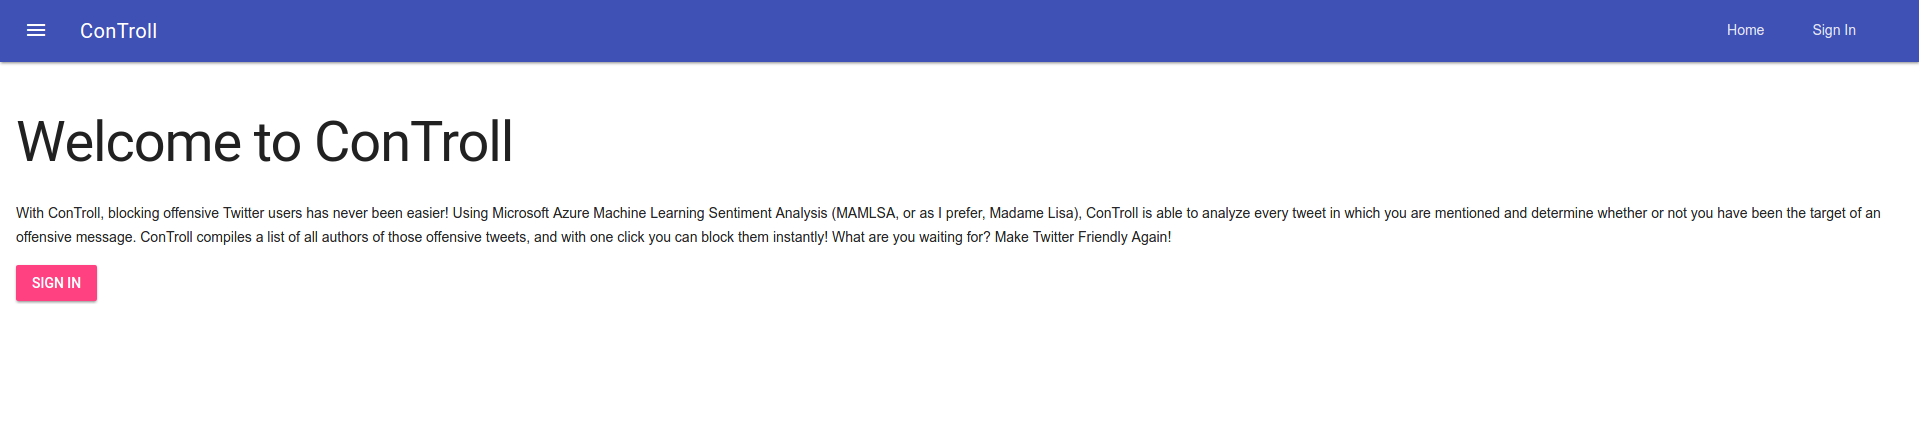 ConTroll
Home
Sign In
Welcome to ConTroll
With ConTroll, blocking offensive Twitter users has never been easier! Using Microsoft Azure Machine Learning Sentiment Analysis (MAMLSA, or as I prefer, Madame Lisa), ConTroll is able to analyze every tweet in which you are mentioned and determine whether or not you have been the target of an
offensive message. ConTroll compiles a list of all authors of those offensive tweets, and with one click you can block them instantly! What are you waiting for? Make Twitter Friendly Again!
SIGN IN